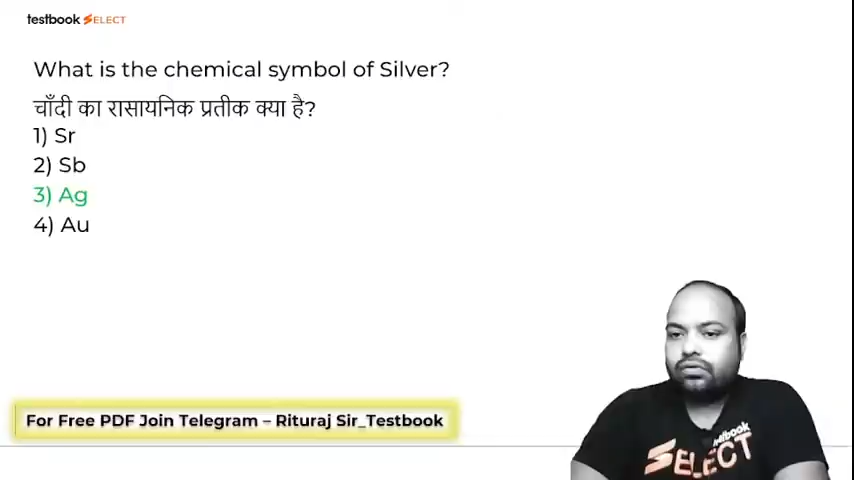 testbook SELECT
What is the chemical symbol of Silver?
चाँदी का रासायनिक प्रतीक क्या है?
1) Sr
2) Sb
3) Ag
4) Au
For Free PDF Join Telegram – Rituraj Sir_Testbook
testbook
SELECT